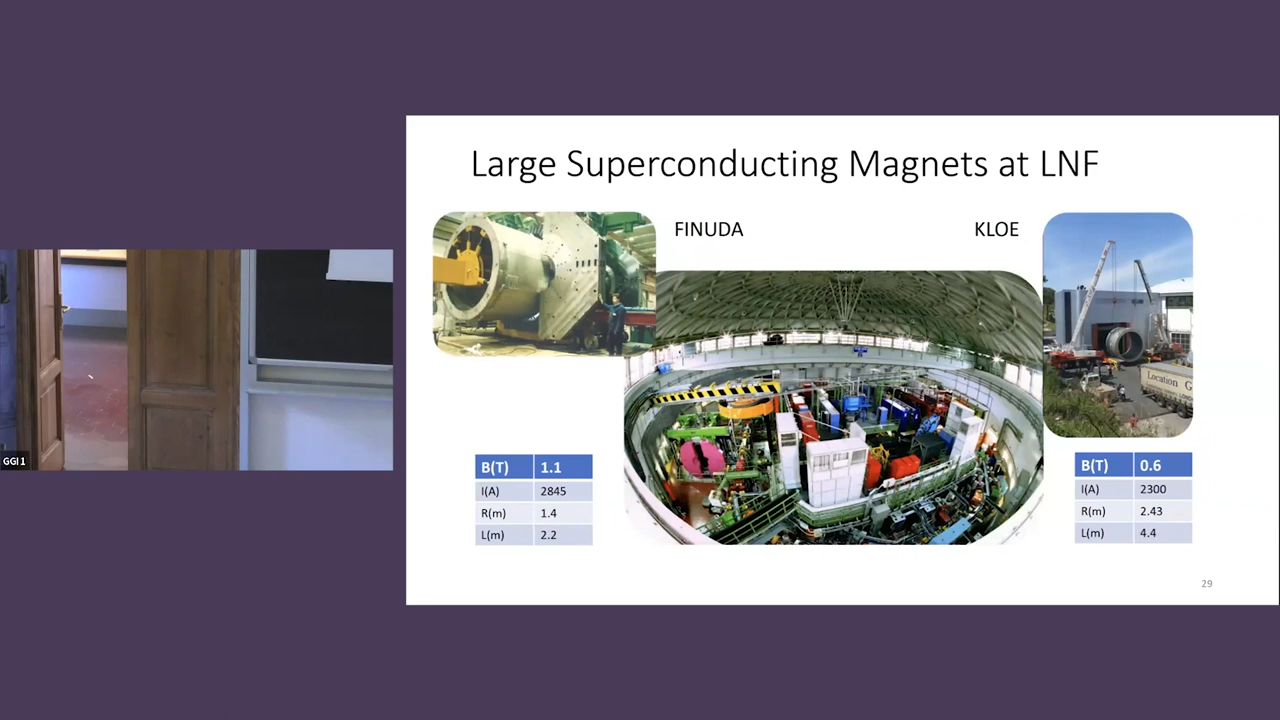 Large Superconducting Magnets at LNF
FINUDA
KLOE
Location G
GGI 1
B(T) 1.1
I(A) 2845
R(m) 1.4
L(m) 2.2
B(T) 0.6
I(A) 2300
R(m) 2.43
L(m) 4.4
29